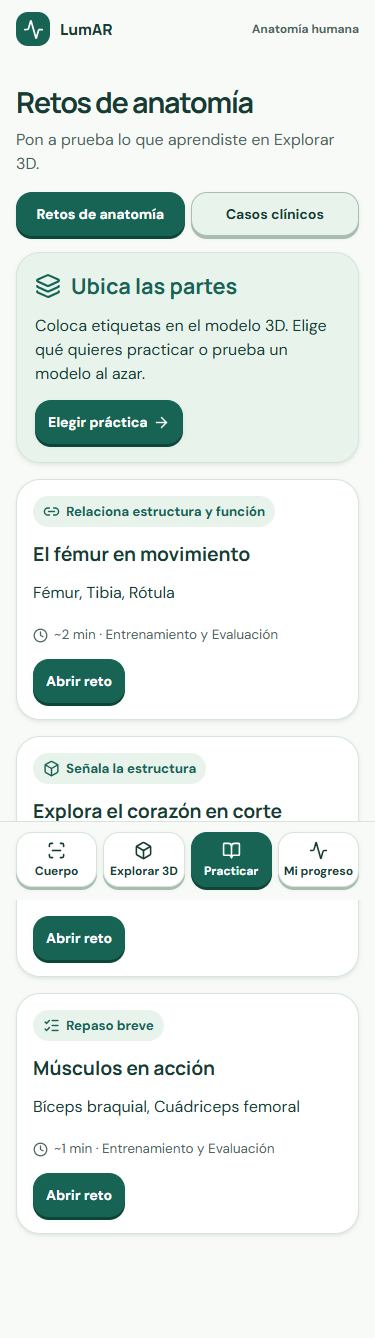 LumAR
Anatomía humana
Retos de anatomía
Pon a prueba lo que aprendiste en Explorar
3D.
Retos de anatomía
Casos clínicos
Ubica las partes
Coloca etiquetas en el modelo 3D. Elige
qué quieres practicar o prueba un
modelo al azar.
Elegir práctica →
Relaciona estructura y función
El fémur en movimiento
Fémur, Tibia, Rótula
~2 min · Entrenamiento y Evaluación
Abrir reto
Señala la estructura
Explora el corazón en corte
Cuerpo
Explorar 3D
Practicar
Mi progreso
Abrir reto
Repaso breve
Músculos en acción
Bíceps braquial, Cuádriceps femoral
~1 min · Entrenamiento y Evaluación
Abrir reto